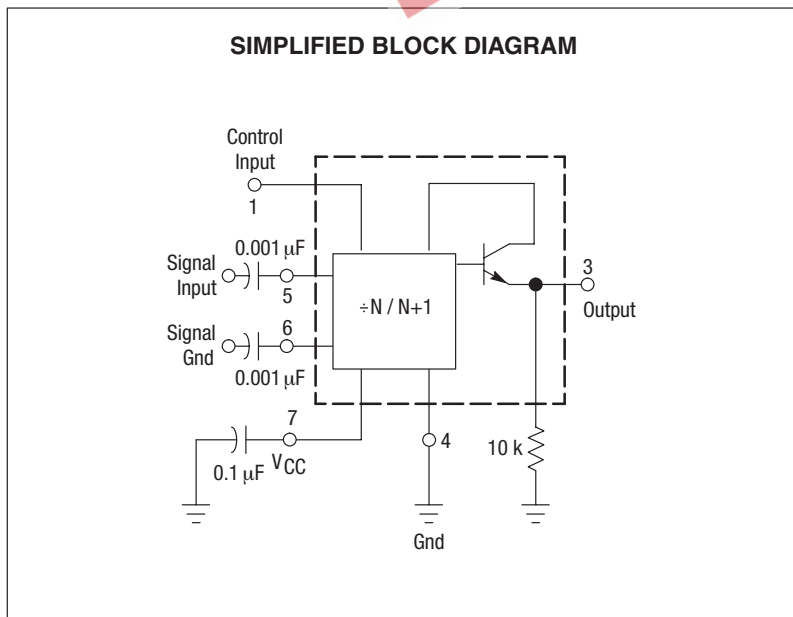 SIMPLIFIED BLOCK DIAGRAM
Control
Input
1
Signal
Input
0.001 μF
5
÷N / N+1
3
Output
Signal
Gnd
6
0.001 μF
7
0.1 μF
VCC
4
10 k
Gnd